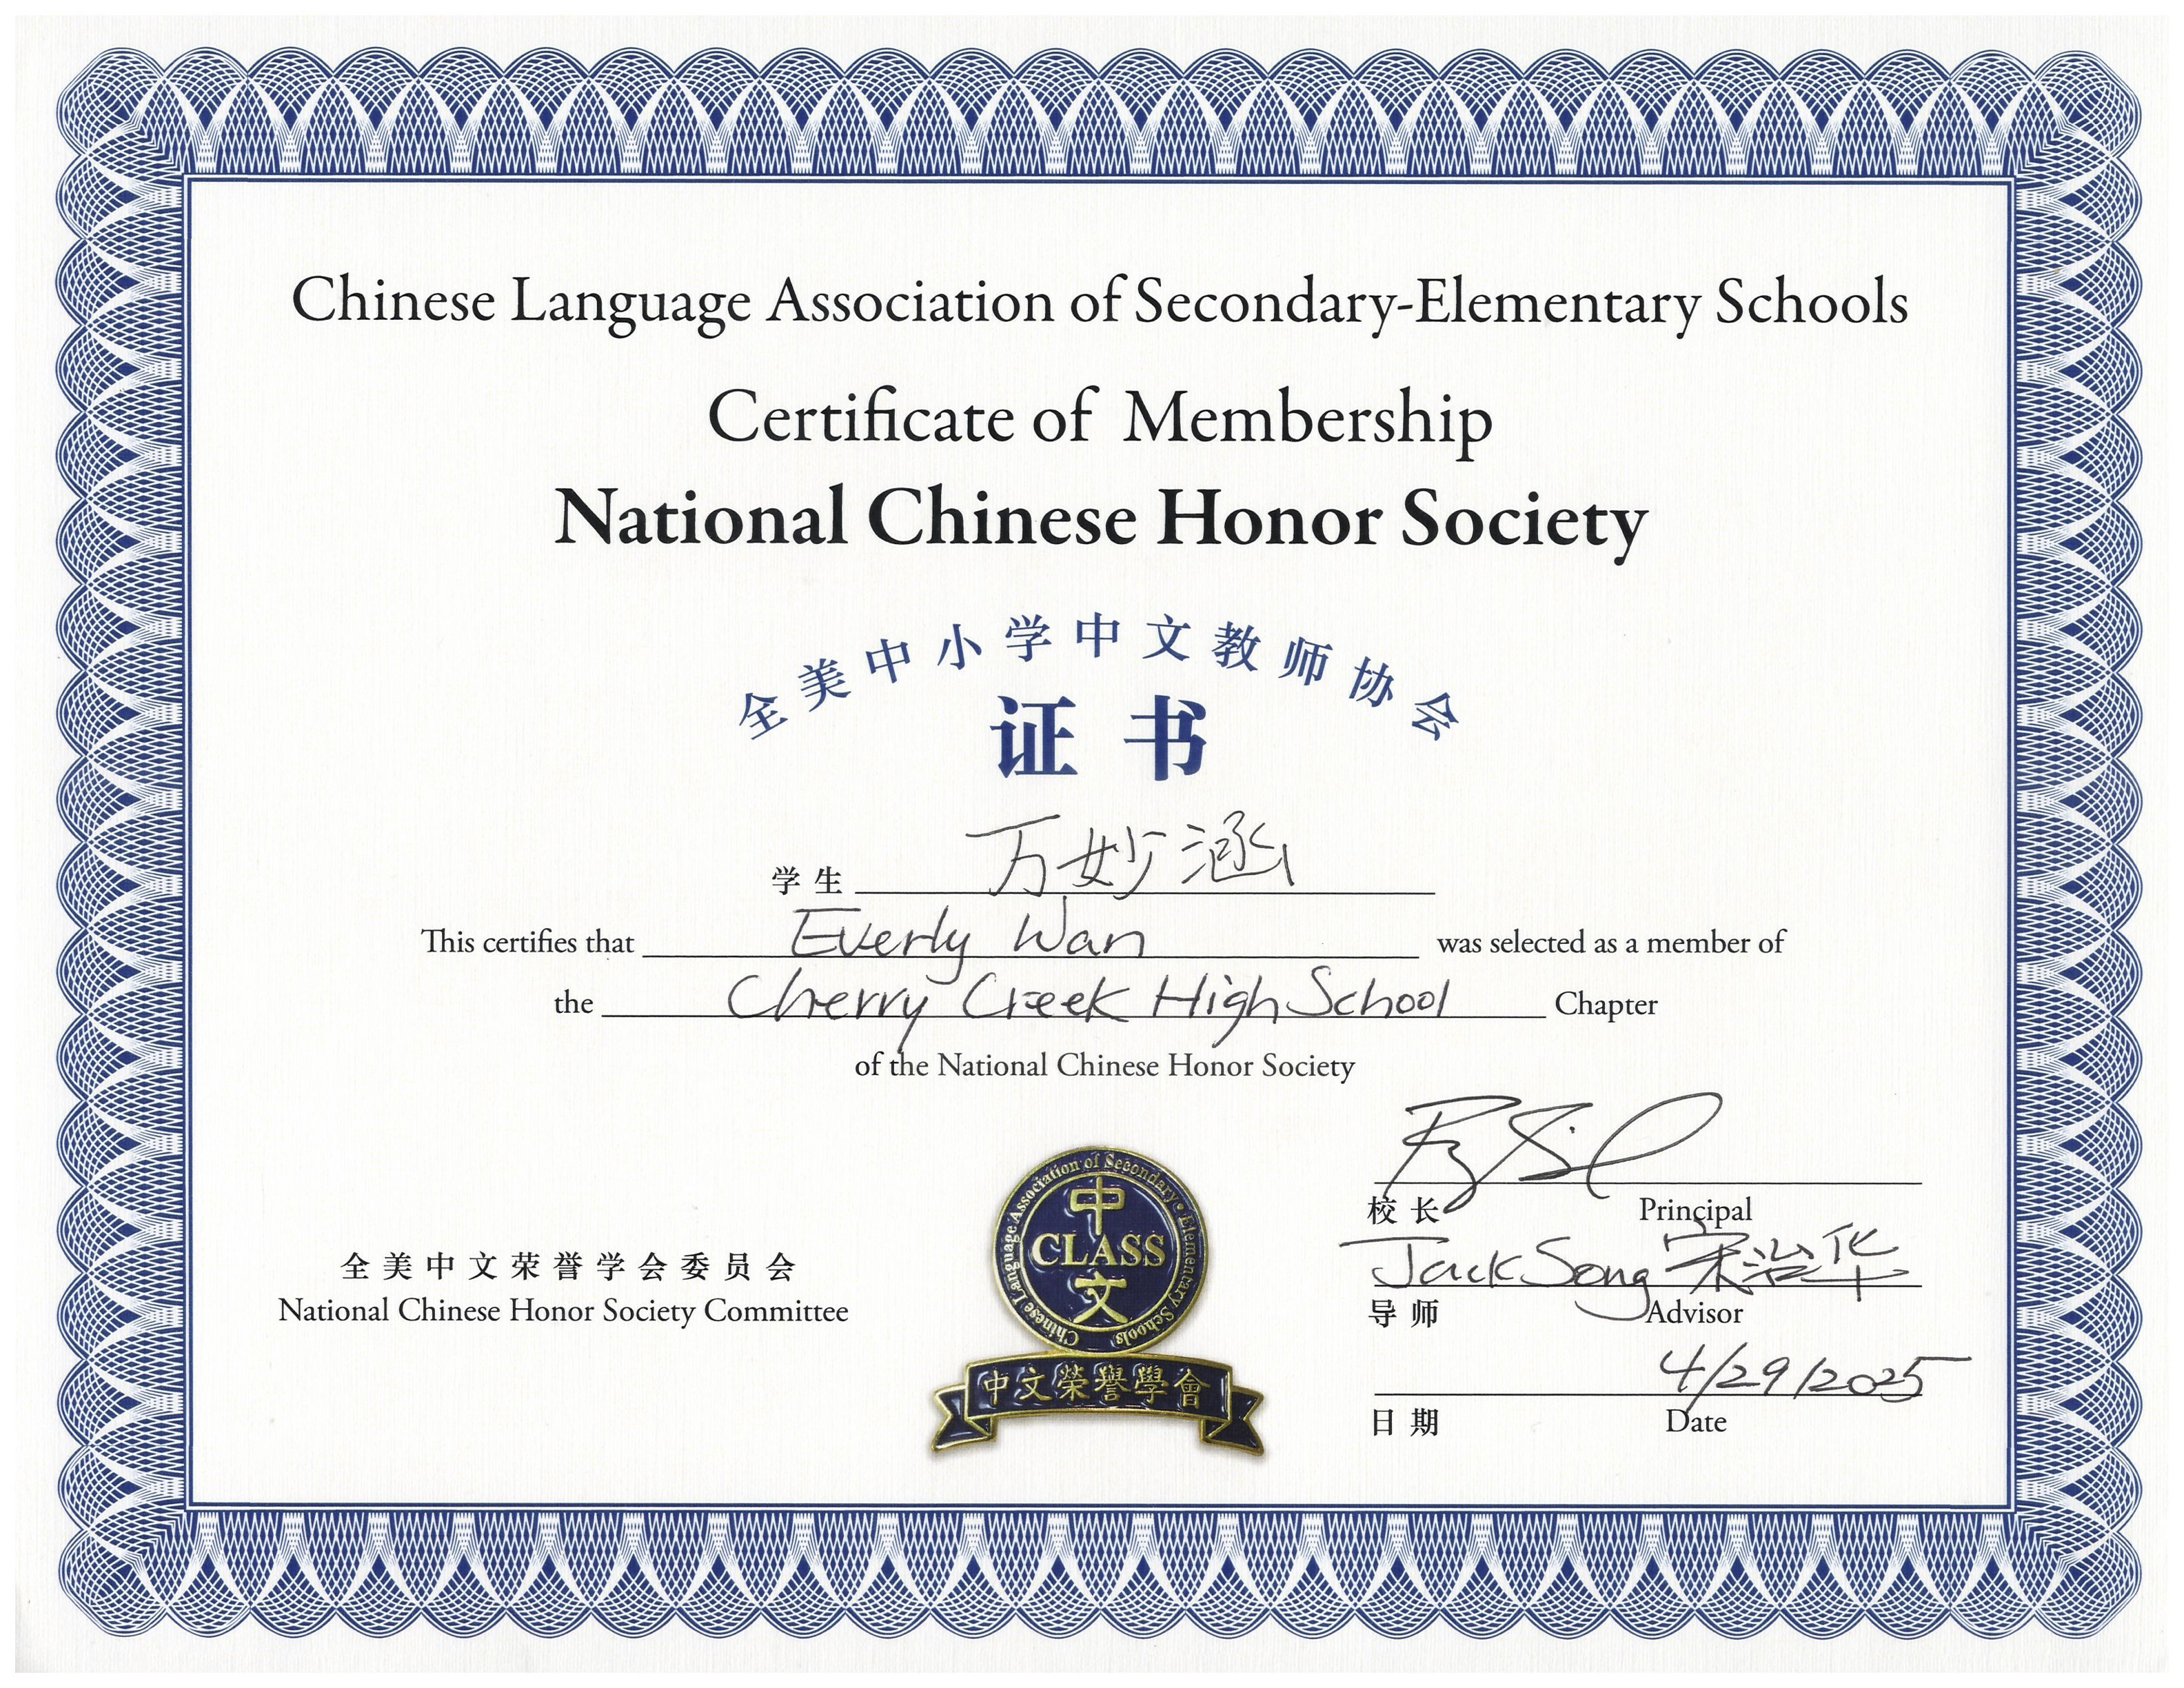 Chinese Language Association of Secondary-Elementary Schools
Certificate of Membership
National Chinese Honor Society
全美中小学中文教师协会
证书
学生 万妙涵
This certifies that Everly Wan was selected as a member of
the Cherry Creek High School Chapter
of the National Chinese Honor Society
校长 Principal
Jack Song 宋治华
导师 Advisor
4/29/2025
日期 Date
全美中文荣誉学会委员会
National Chinese Honor Society Committee
Chinese Language Association of Secondary • Elementary Schools
中
CLASS
文
中文榮譽學會